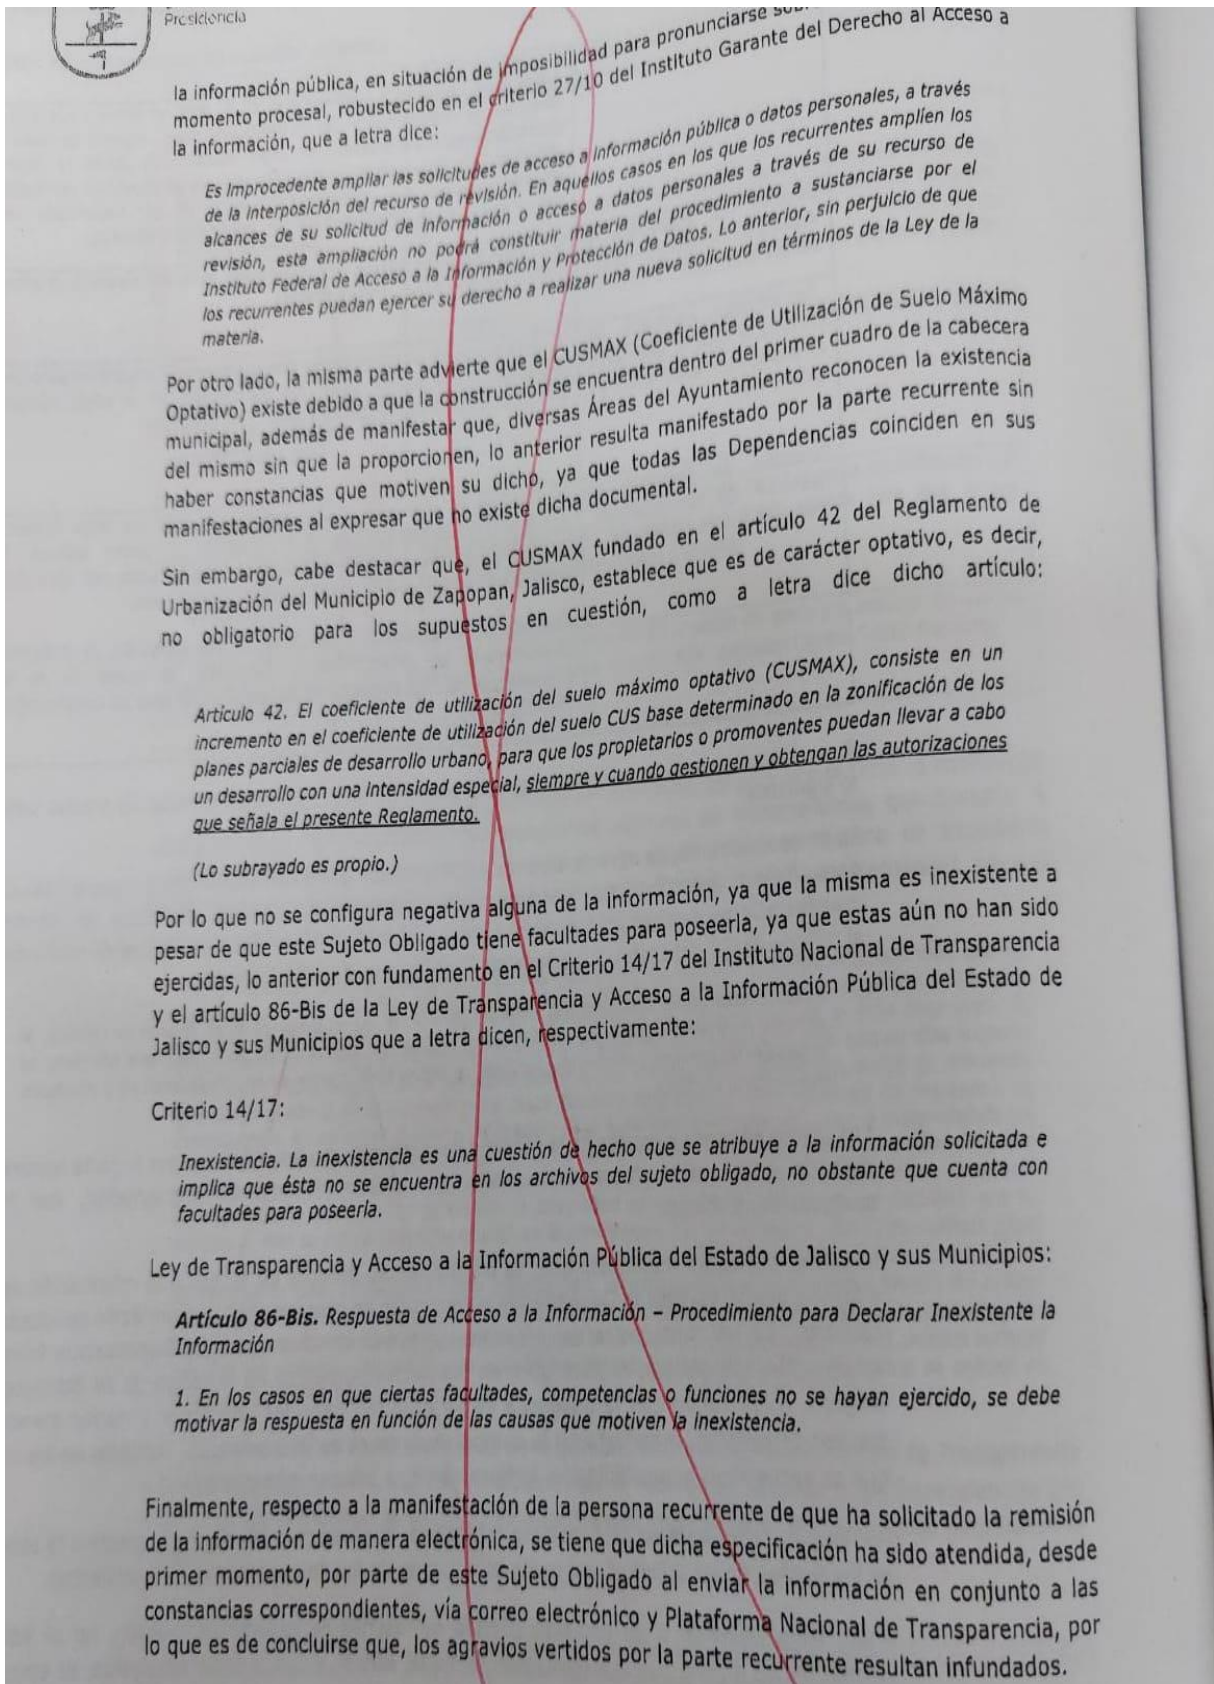 Presidencia
la información pública, en situación de imposibilidad para pronunciarse
momento procesal, robustecido en el criterio 27/10 del Instituto Garante del Derecho al Acceso a
la información, que a letra dice:
Es Improcedente ampliar las solicitudes de acceso a información pública o datos personales, a través
de la interposición del recurso de revisión. En aquellos casos en los que los recurrentes amplíen los
alcances de su solicitud de información o acceso a datos personales a través de su recurso de
revisión, esta ampliación no podrá constituir materia del procedimiento a sustanciarse por el
Instituto Federal de Acceso a la Información y Protección de Datos. Lo anterior, sin perjuicio de que
los recurrentes puedan ejercer su derecho a realizar una nueva solicitud en términos de la Ley de la
materia.
Por otro lado, la misma parte advierte que el CUSMAX (Coeficiente de Utilización de Suelo Máximo
Optativo) existe debido a que la construcción se encuentra dentro del primer cuadro de la cabecera
municipal, además de manifestar que, diversas Áreas del Ayuntamiento reconocen la existencia
del mismo sin que la proporcionen, lo anterior resulta manifestado por la parte recurrente sin
haber constancias que motiven su dicho, ya que todas las Dependencias coinciden en sus
manifestaciones al expresar que no existe dicha documental.
Sin embargo, cabe destacar que, el CUSMAX fundado en el artículo 42 del Reglamento de
Urbanización del Municipio de Zapopan, Jalisco, establece que es de carácter optativo, es decir,
no obligatorio para los supuestos en cuestión, como a letra dice dicho artículo:
Artículo 42. El coeficiente de utilización del suelo máximo optativo (CUSMAX), consiste en un
incremento en el coeficiente de utilización del suelo CUS base determinado en la zonificación de los
planes parciales de desarrollo urbano, para que los propietarios o promoventes puedan llevar a cabo
un desarrollo con una intensidad especial, siempre y cuando gestionen y obtengan las autorizaciones
que señala el presente Reglamento.
(Lo subrayado es propio.)
Por lo que no se configura negativa alguna de la información, ya que la misma es inexistente a
pesar de que este Sujeto Obligado tiene facultades para poseerla, ya que estas aún no han sido
ejercidas, lo anterior con fundamento en el Criterio 14/17 del Instituto Nacional de Transparencia
y el artículo 86-Bis de la Ley de Transparencia y Acceso a la Información Pública del Estado de
Jalisco y sus Municipios que a letra dicen, respectivamente:
Criterio 14/17:
Inexistencia. La inexistencia es una cuestión de hecho que se atribuye a la información solicitada e
implica que ésta no se encuentra en los archivos del sujeto obligado, no obstante que cuenta con
facultades para poseerla.
Ley de Transparencia y Acceso a la Información Pública del Estado de Jalisco y sus Municipios:
Artículo 86-Bis. Respuesta de Acceso a la Información – Procedimiento para Declarar Inexistente la
Información
1. En los casos en que ciertas facultades, competencias o funciones no se hayan ejercido, se debe
motivar la respuesta en función de las causas que motiven la inexistencia.
Finalmente, respecto a la manifestación de la persona recurrente de que ha solicitado la remisión
de la información de manera electrónica, se tiene que dicha especificación ha sido atendida, desde
primer momento, por parte de este Sujeto Obligado al enviar la información en conjunto a las
constancias correspondientes, vía correo electrónico y Plataforma Nacional de Transparencia, por
lo que es de concluirse que, los agravios vertidos por la parte recurrente resultan infundados.